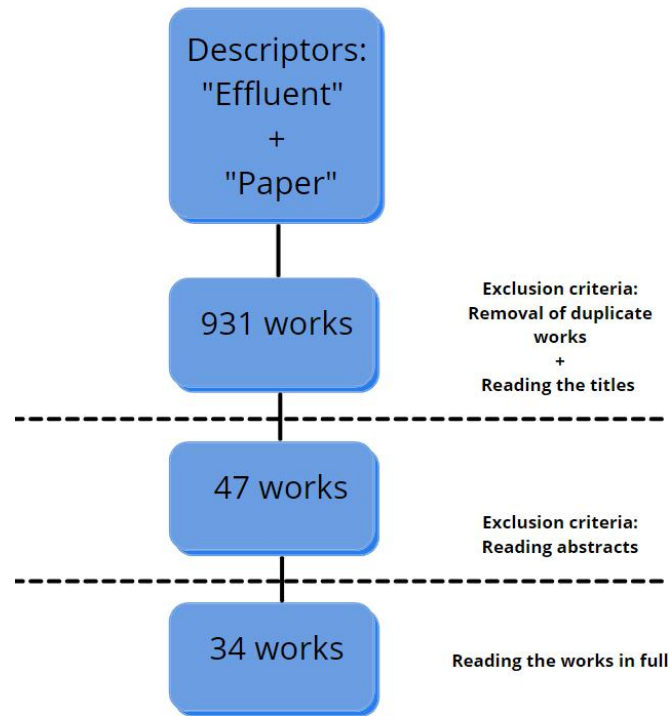 Descriptors:
"Effluent"
+
"Paper"
931 works
Exclusion criteria:
Removal of duplicate
works
+
Reading the titles
47 works
Exclusion criteria:
Reading abstracts
34 works
Reading the works in full